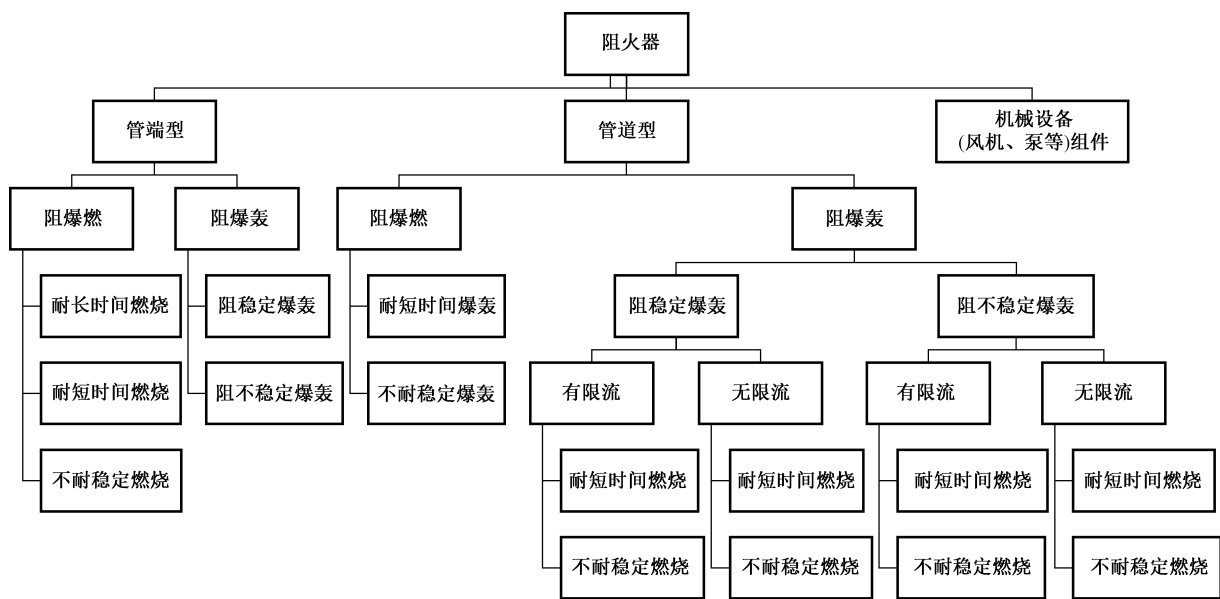 阻火器
管端型
管道型
机械设备
(风机、泵等)组件
阻爆燃
阻爆轰
阻爆燃
阻爆轰
耐长时间燃烧
阻稳定爆轰
耐短时间爆轰
阻稳定爆轰
阻不稳定爆轰
耐短时间燃烧
阻不稳定爆轰
不耐稳定爆轰
有限流
无限流
有限流
无限流
不耐稳定燃烧
耐短时间燃烧
耐短时间燃烧
耐短时间燃烧
耐短时间燃烧
不耐稳定燃烧
不耐稳定燃烧
不耐稳定燃烧
不耐稳定燃烧